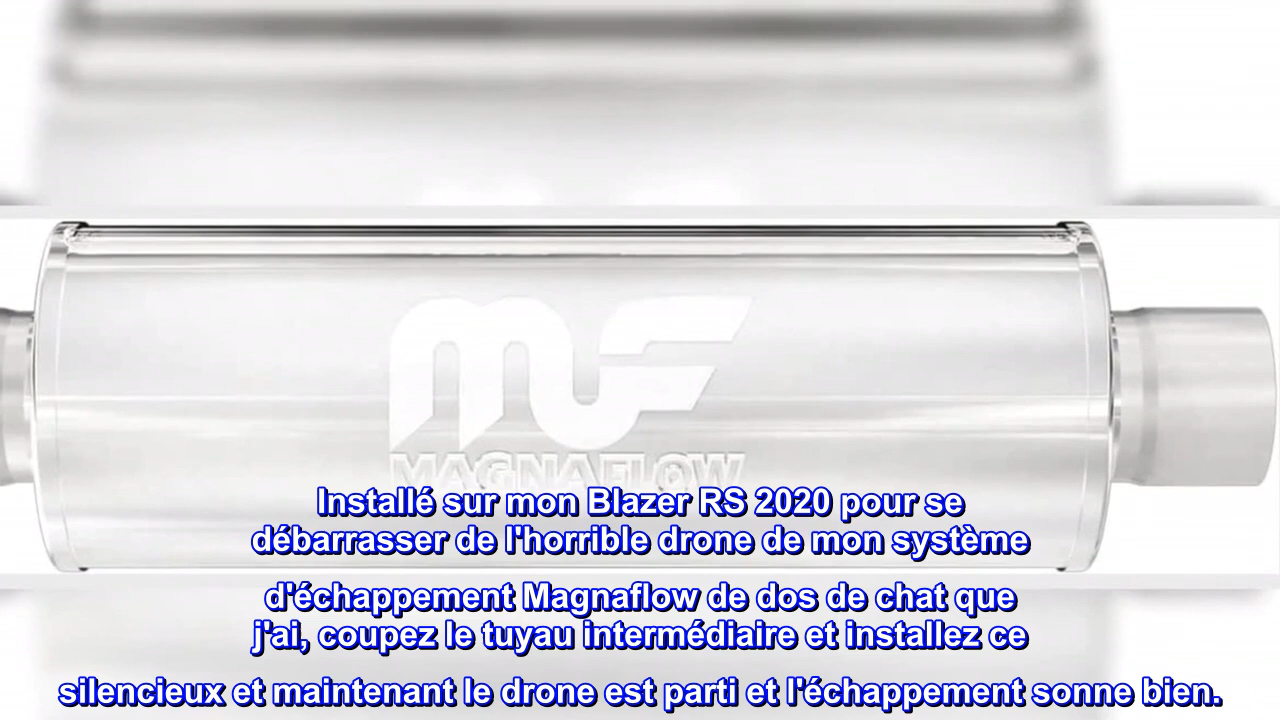 MF
MAGNAFLOW
Installé sur mon Blazer RS 2020 pour se
débarrasser de l'horrible drone de mon système
d'échappement Magnaflow de dos de chat que
j'ai, coupez le tuyau intermédiaire et installez ce
silencieux et maintenant le drone est parti et l'échappement sonne bien.